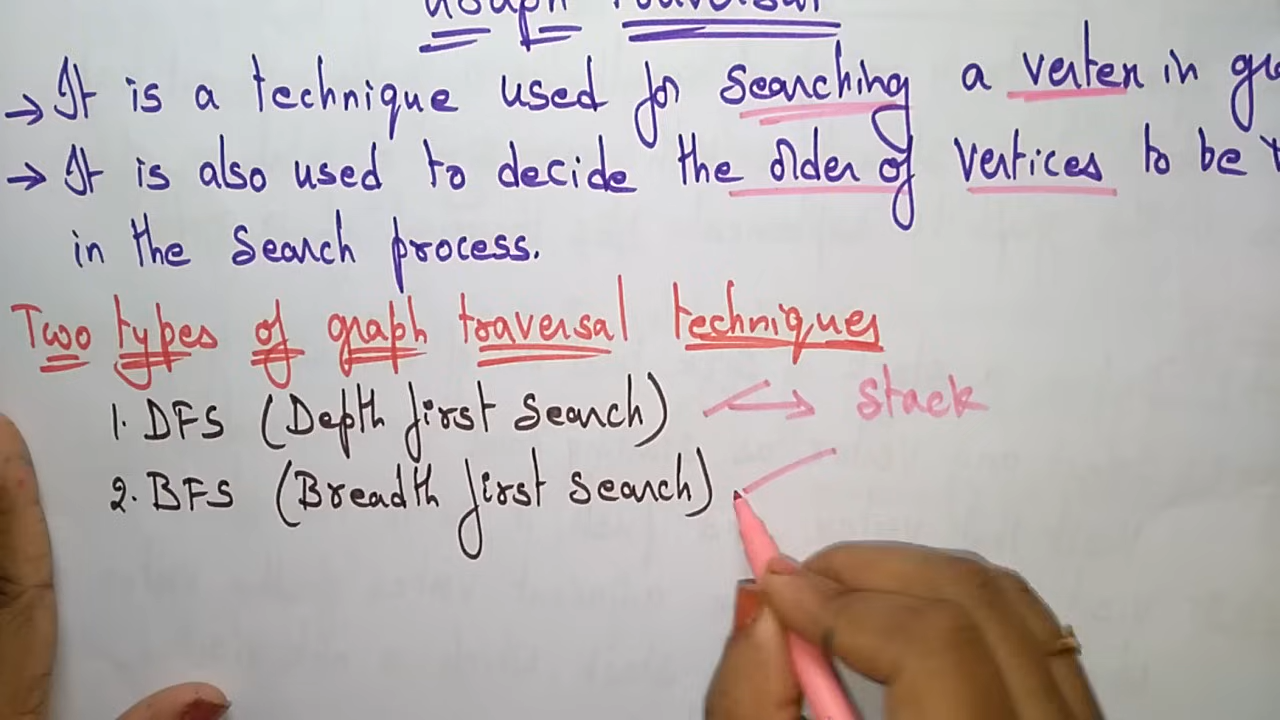 Graph Traversal
→ It is a technique used for searching a vertex in
→ It is also used to decide the order of vertices to be
in the search process.
Two types of graph traversal techniques
1. DFS (Depth first search) → stack
2. BFS (Breadth first search)